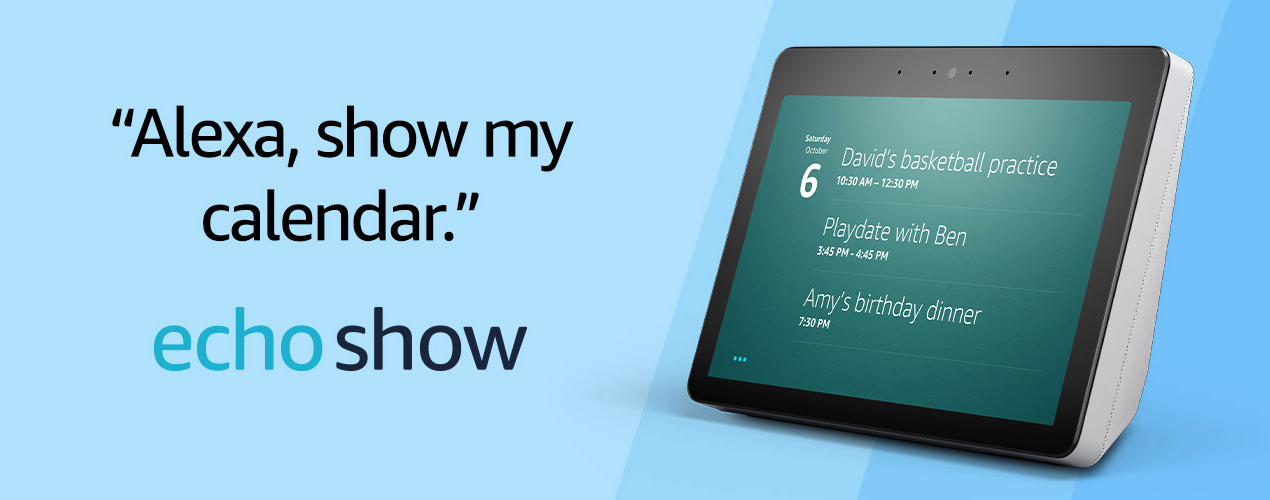 “Alexa, show my
calendar.”
echo show
Saturday
October
6
David's basketball practice
10:30 AM – 12:30 PM
Playdate with Ben
3:45 PM - 4:45 PM
Amy's birthday dinner
7:30 PM